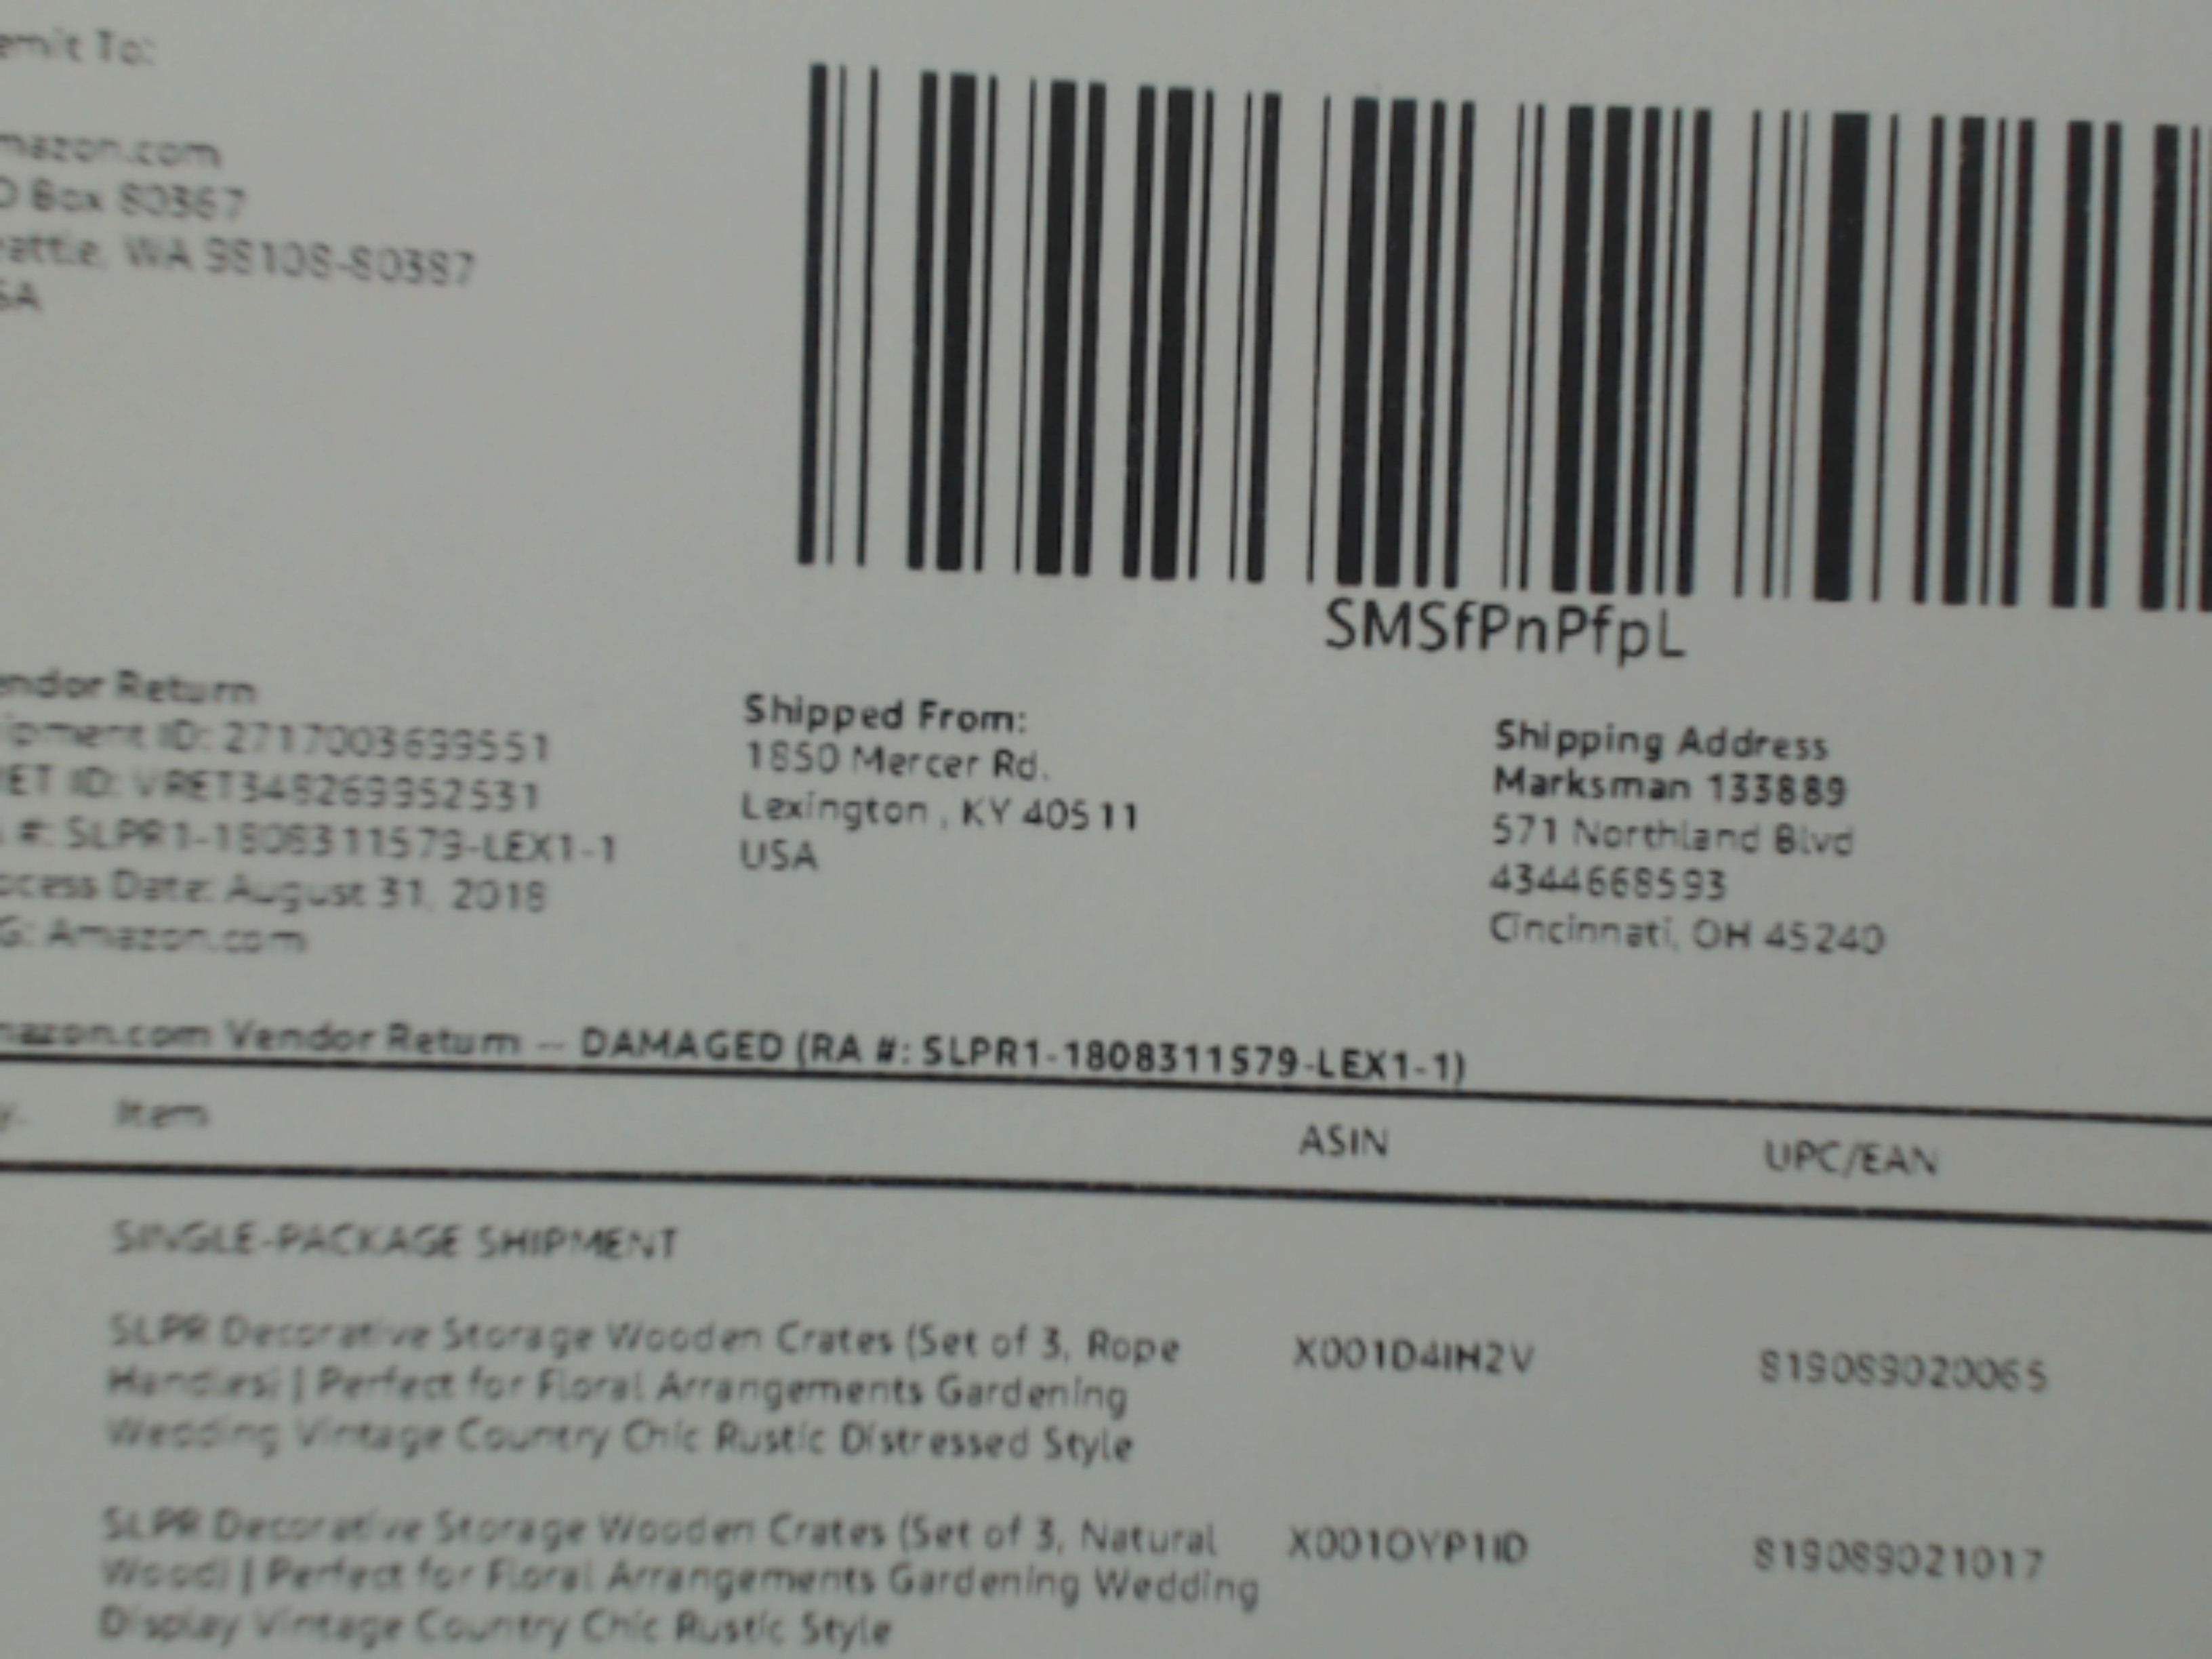 emit To:
mazon.com
O Box 80367
eattle, WA 98108-80387
SA
SMSfPnPfpL
endor Return
ipment ID: 2717003699551
ET ID: VRET348269952531
#: SLPR1-1808311579-LEX1-1
ocess Date: August 31, 2018
G: Amazon.com
Shipped From:
1850 Mercer Rd.
Lexington , KY 40511
USA
Shipping Address
Marksman 133889
571 Northland Blvd
4344668593
Cincinnati, OH 45240
mazon.com Vendor Return -- DAMAGED (RA #: SLPR1-1808311579-LEX1-1)
y. Item ASIN UPC/EAN
SINGLE-PACKAGE SHIPMENT
SLPR Decorative Storage Wooden Crates (Set of 3, Rope X001D4IH2V 819089020065
Handles) | Perfect for Floral Arrangements Gardening
Wedding Vintage Country Chic Rustic Distressed Style
SLPR Decorative Storage Wooden Crates (Set of 3, Natural X001OYP1ID 819089021017
Wood) | Perfect for Floral Arrangements Gardening Wedding
Display Vintage Country Chic Rustic Style